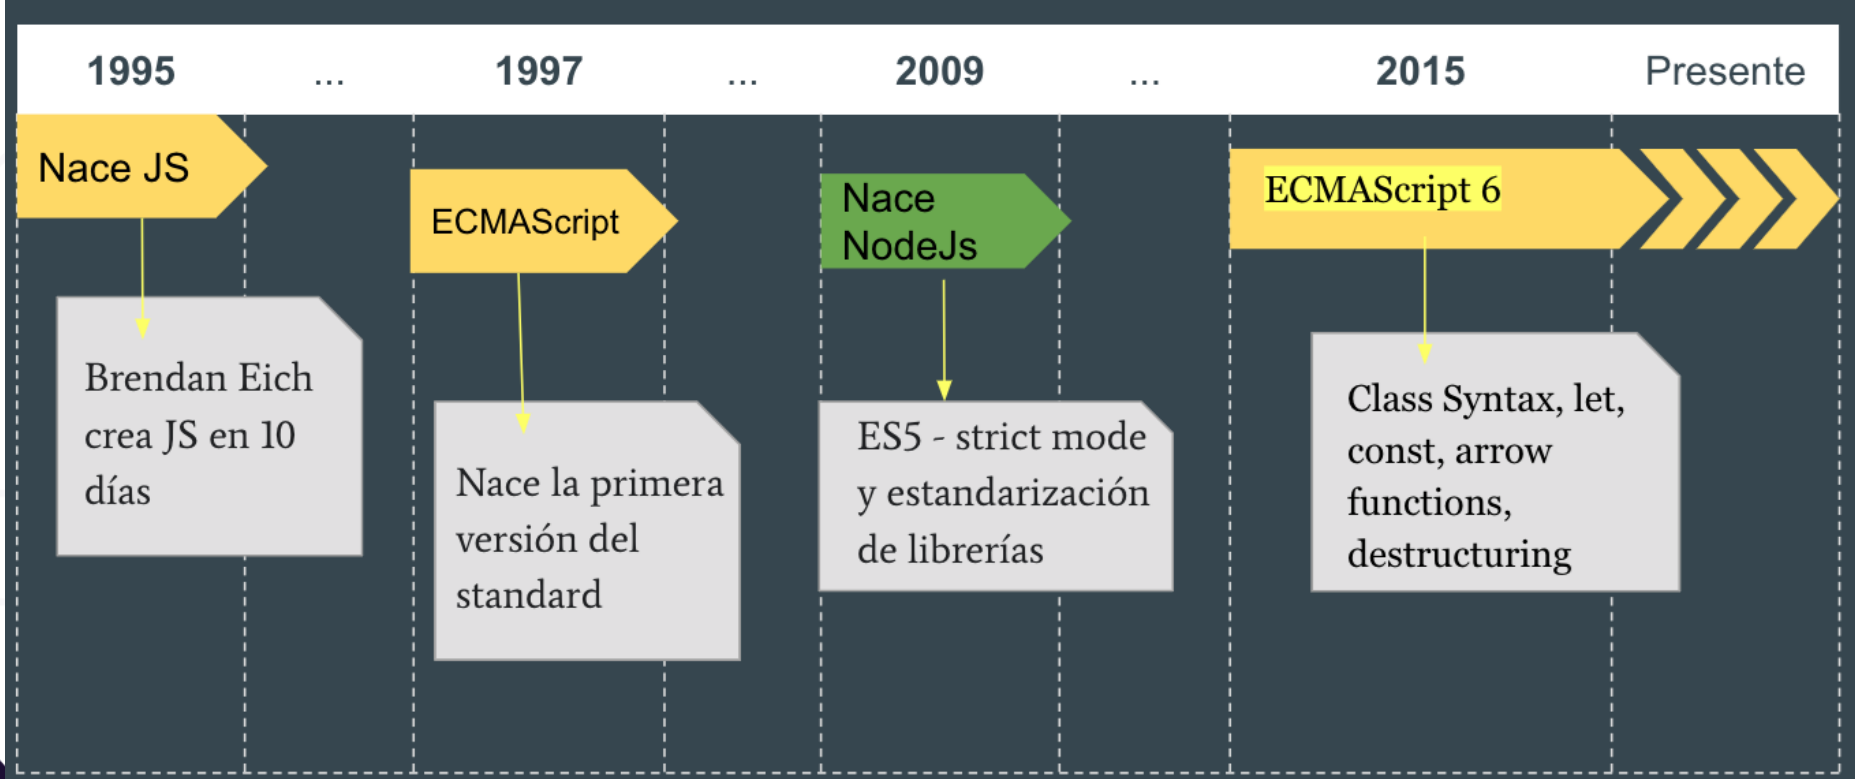 1995 ... 1997 ... 2009 ... 2015 Presente
Nace JS
Brendan Eich
crea JS en 10
días
ECMAScript
Nace la primera
versión del
standard
Nace
NodeJs
ES5 - strict mode
y estandarización
de librerías
ECMAScript 6
Class Syntax, let,
const, arrow
functions,
destructuring